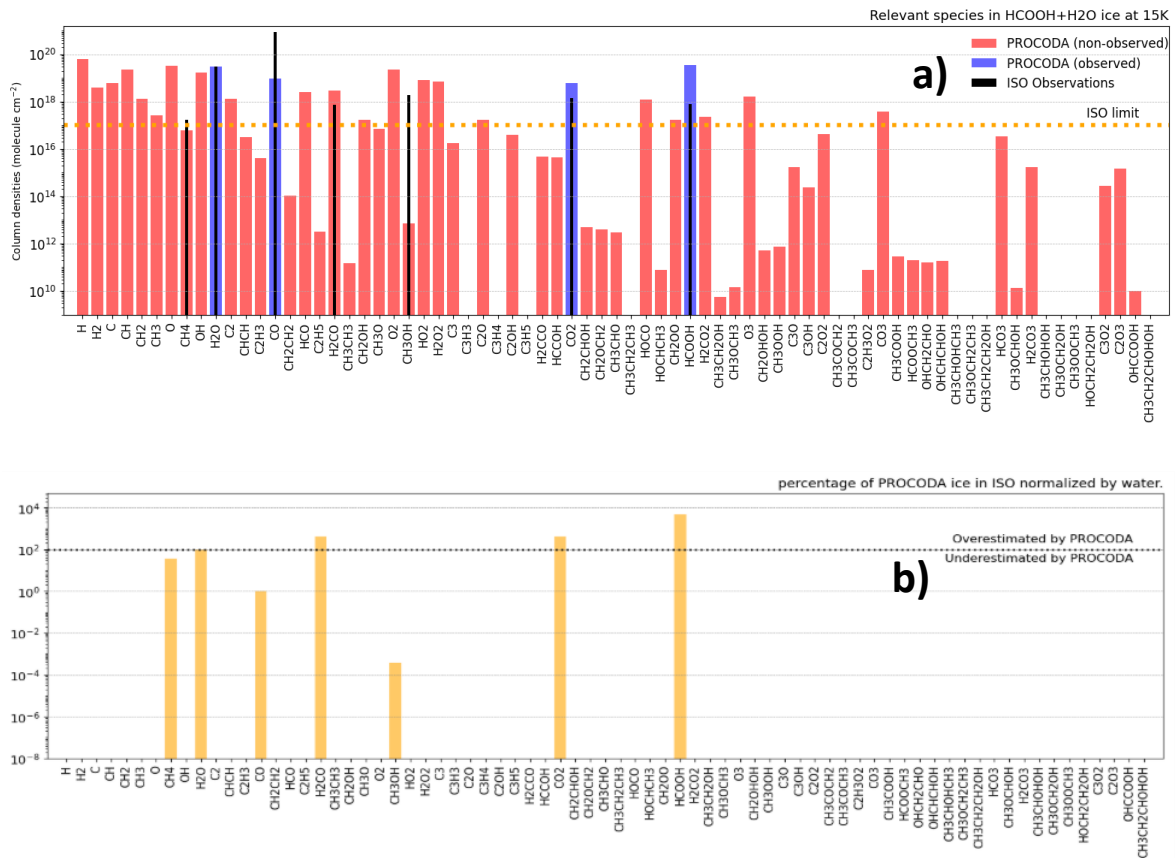 Relevant species in HCOOH+H2O ice at 15K
PROCODA (non-observed)
PROCODA (observed)
ISO Observations
a)
ISO limit
Column densities (molecule cm⁻²)
10²⁰
10¹⁸
10¹⁶
10¹⁴
10¹²
10¹⁰
H
H2
C
CH
CH2
CH3
O
CH4
OH
H2O
C2
CHCH
C2H3
CO
CH2CH2
HCO
C2H5
H2CO
CH3CH3
CH2OH
CH3O
O2
CH3OH
HO2
H2O2
C3
C3H3
C2O
C3H4
C2OH
C3H5
H2CCO
HCCOH
CO2
CH2CHOH
CH2OCH2
CH3CHO
CH3CH2CH3
HOCO
HOCHCH3
CH2OO
HCOOH
H2CO2
CH3CH2OH
CH3OCH3
O3
CH2OHOH
CH3OOH
C3O
C3OH
C2O2
CH3COCH2
CH3COCH3
C2H3O2
CO3
CH3COOH
HCOOCH3
OHCH2CHO
OHCHCHOH
CH3CHOHCH3
CH3OCH2CH3
CH3CH2CH2OH
HCO3
CH3OCHOH
H2CO3
CH3CHOHOH
CH3OCH2OH
CH3OOCH3
HOCH2CH2OH
C3O2
C2O3
OHCCOOH
CH3CH2CHOHOH
percentage of PROCODA ice in ISO normalized by water.
10⁴
10²
10⁰
10⁻²
10⁻⁴
10⁻⁶
10⁻⁸
Overestimated by PROCODA
Underestimated by PROCODA
b)
H
H2
C
CH
CH2
CH3
O
CH4
OH
H2O
C2
CHCH
C2H3
CO
CH2CH2
HCO
C2H5
H2CO
CH3CH3
CH2OH
CH3O
O2
CH3OH
HO2
H2O2
C3
C3H3
C2O
C3H4
C2OH
C3H5
H2CCO
HCCOH
CO2
CH2CHOH
CH2OCH2
CH3CHO
CH3CH2CH3
HOCO
HOCHCH3
CH2OO
HCOOH
H2CO2
CH3CH2OH
CH3OCH3
O3
CH2OHOH
CH3OOH
C3O
C3OH
C2O2
CH3COCH2
CH3COCH3
C2H3O2
CO3
CH3COOH
HCOOCH3
OHCH2CHO
OHCHCHOH
CH3CHOHCH3
CH3OCH2CH3
CH3CH2CH2OH
HCO3
CH3OCHOH
H2CO3
CH3CHOHOH
CH3OCH2OH
CH3OOCH3
HOCH2CH2OH
C3O2
C2O3
OHCCOOH
CH3CH2CHOHOH